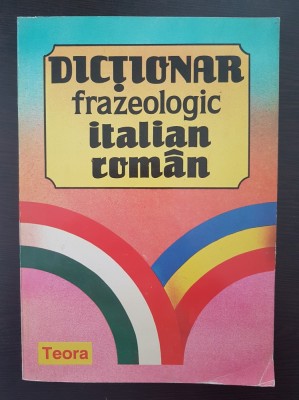 DICȚIONAR
frazeologic
italian
român
Teora